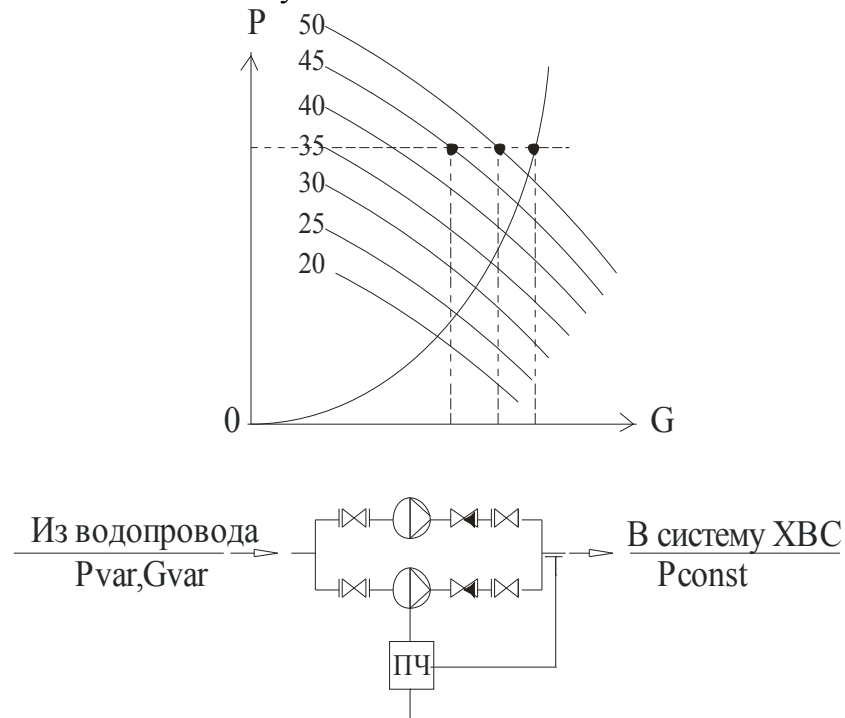 P
50
45
40
35
30
25
20
0
G
Из водопровода
Pvar,Gvar
В систему ХВС
Pconst
ПЧ